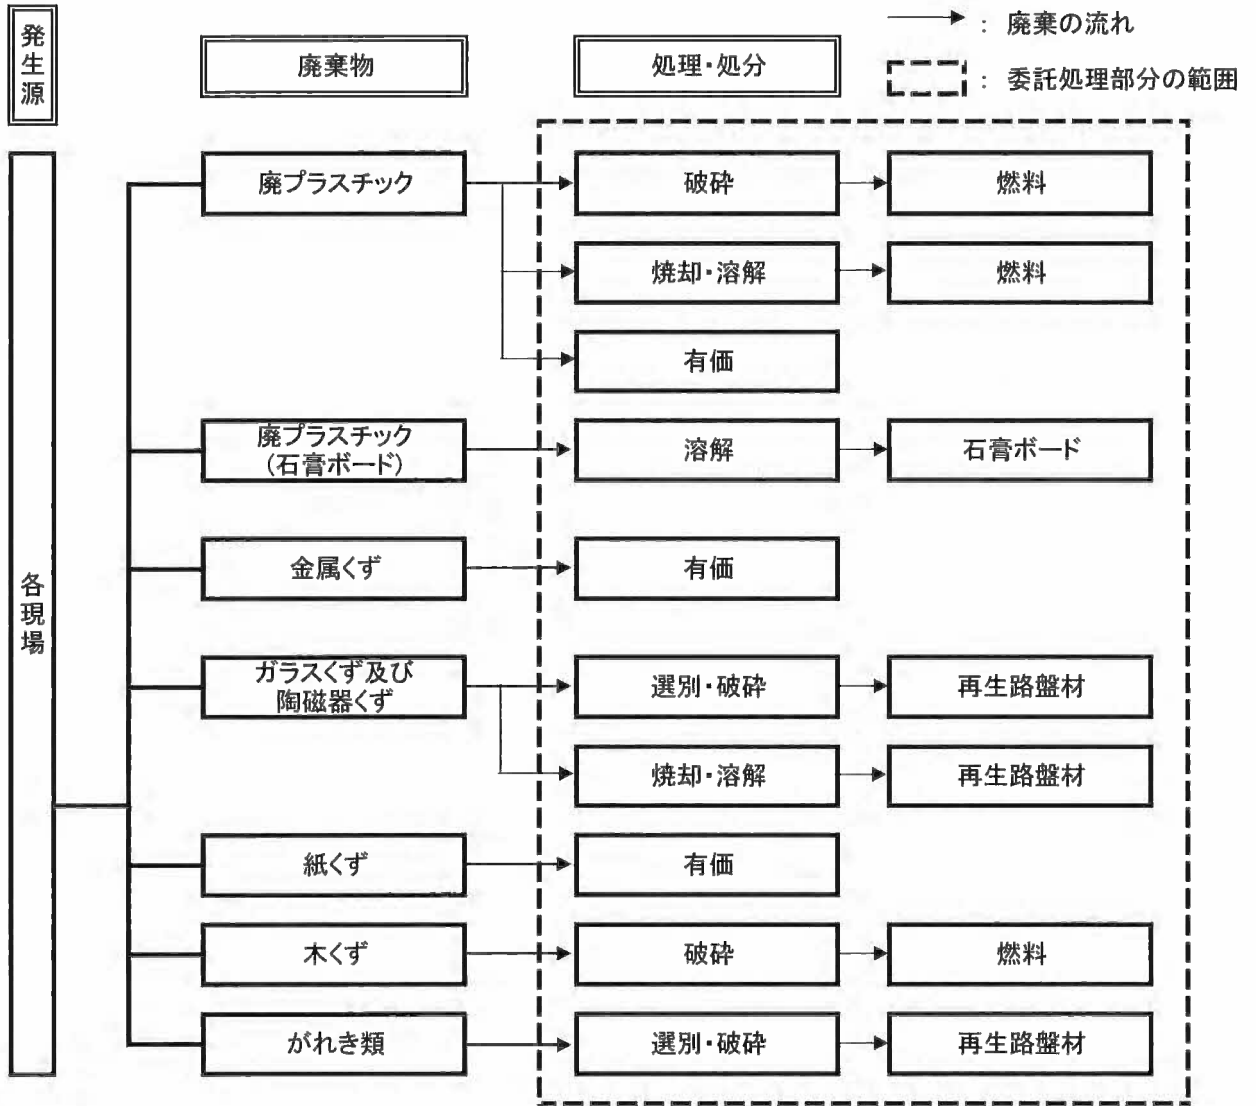 発生源
廃棄物
処理・処分
： 廃棄の流れ
： 委託処理部分の範囲
各現場
廃プラスチック
破砕
燃料
焼却・溶解
燃料
有価
廃プラスチック
（石膏ボード）
溶解
石膏ボード
金属くず
有価
ガラスくず及び
陶磁器くず
選別・破砕
再生路盤材
焼却・溶解
再生路盤材
紙くず
有価
木くず
破砕
燃料
がれき類
選別・破砕
再生路盤材